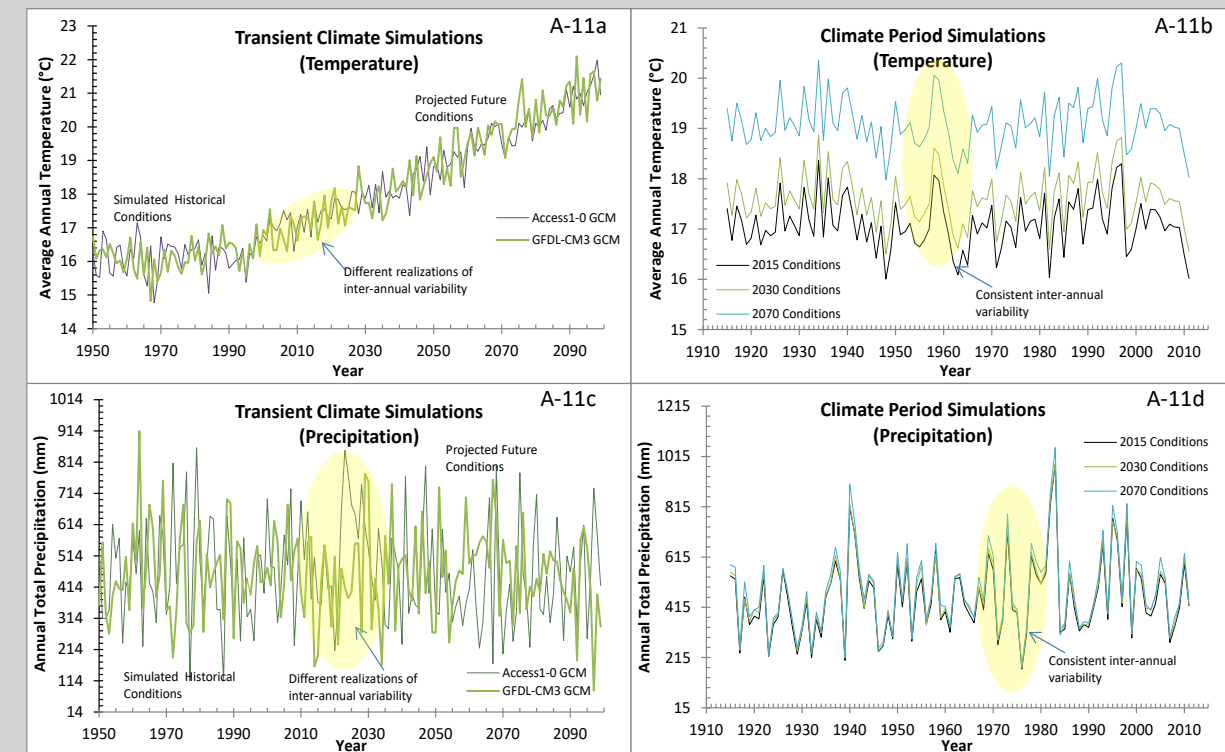 A-11a
Transient Climate Simulations
(Temperature)
Average Annual Temperature (°C)
23
22
21
20
19
18
17
16
15
14
Projected Future
Conditions
Simulated Historical
Conditions
Access1-0 GCM
GFDL-CM3 GCM
Different realizations of
inter-annual variability
1950 1970 1990 2010 2030 2050 2070 2090
Year
A-11b
Climate Period Simulations
(Temperature)
Average Annual Temperature (°C)
21
20
19
18
17
16
15
2015 Conditions
2030 Conditions
2070 Conditions
Consistent inter-annual
variability
1910 1920 1930 1940 1950 1960 1970 1980 1990 2000 2010
Year
A-11c
Transient Climate Simulations
(Precipitation)
Annual Total Precipiitation (mm)
1014
914
814
714
614
514
414
314
214
114
14
Projected Future
Conditions
Simulated Historical
Conditions
Different realizations of
inter-annual variability
Access1-0 GCM
GFDL-CM3 GCM
1950 1970 1990 2010 2030 2050 2070 2090
Year
A-11d
Climate Period Simulations
(Precipitation)
Annual Total Preicpitation (mm)
1215
1015
815
615
415
215
15
2015 Conditions
2030 Conditions
2070 Conditions
Consistent inter-annual
variability
1910 1920 1930 1940 1950 1960 1970 1980 1990 2000 2010
Year